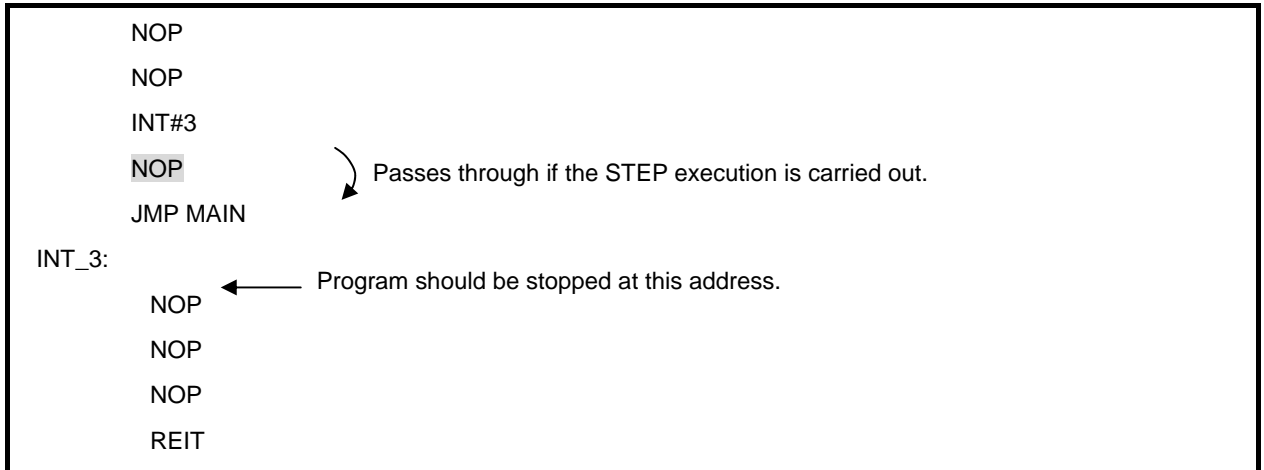 NOP
NOP
INT#3
NOP
Passes through if the STEP execution is carried out.
JMP MAIN
INT_3:
Program should be stopped at this address.
NOP
NOP
NOP
REIT